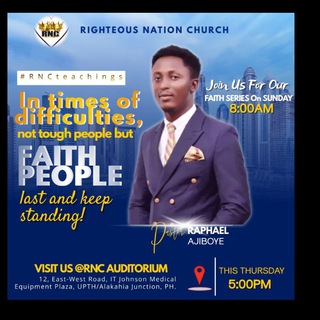 RNC
RIGHTEOUS NATION CHURCH
#RNCteachings
In times of
difficulties,
not tough people but
FAITH
PEOPLE
last and keep
standing!
Join Us For Our
FAITH SERIES On SUNDAY
8:00AM
Pastor RAPHAEL
AJIBOYE
VISIT US @RNC AUDITORIUM
12, East-West Road, IT Johnson Medical
Equipment Plaza, UPTH/Alakahia Junction, PH.
THIS THURSDAY
5:00PM